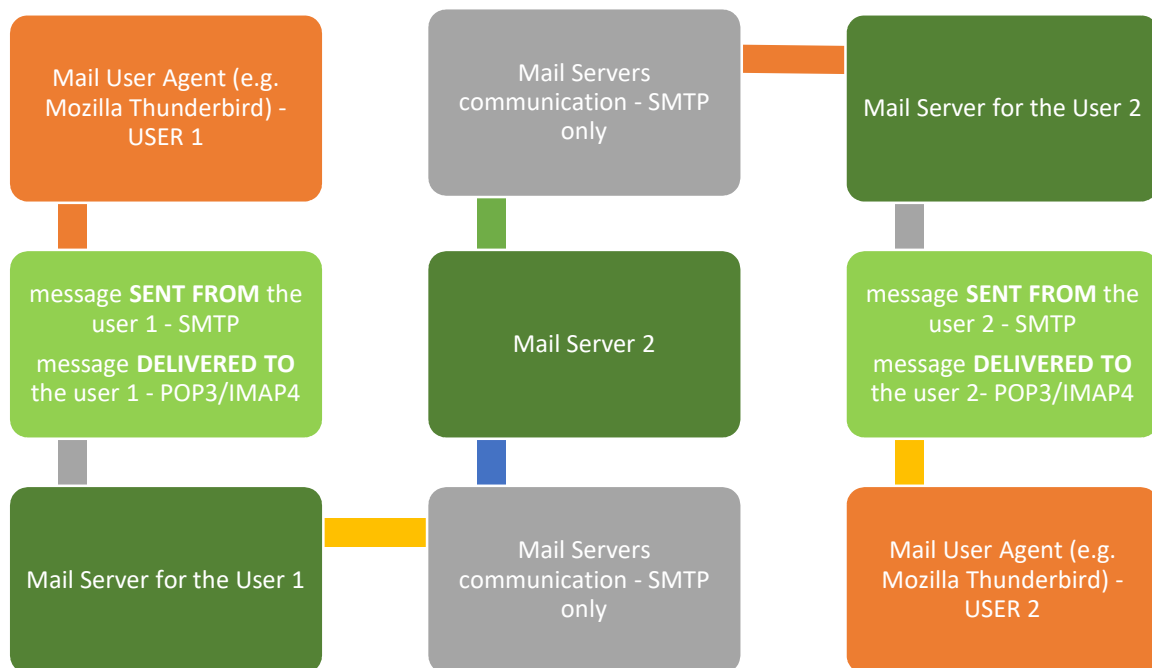 Mail User Agent (e.g.
Mozilla Thunderbird) -
USER 1
message SENT FROM the
user 1 - SMTP
message DELIVERED TO
the user 1 - POP3/IMAP4
Mail Server for the User 1
Mail Servers
communication - SMTP
only
Mail Server 2
Mail Servers
communication - SMTP
only
Mail Server for the User 2
message SENT FROM the
user 2 - SMTP
message DELIVERED TO
the user 2- POP3/IMAP4
Mail User Agent (e.g.
Mozilla Thunderbird) -
USER 2